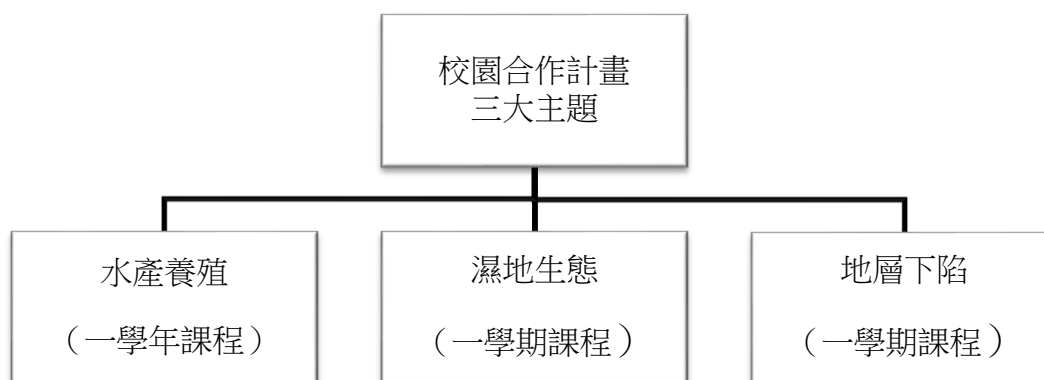 校園合作計畫
三大主題
水產養殖
（一學年課程）
濕地生態
（一學期課程）
地層下陷
（一學期課程）